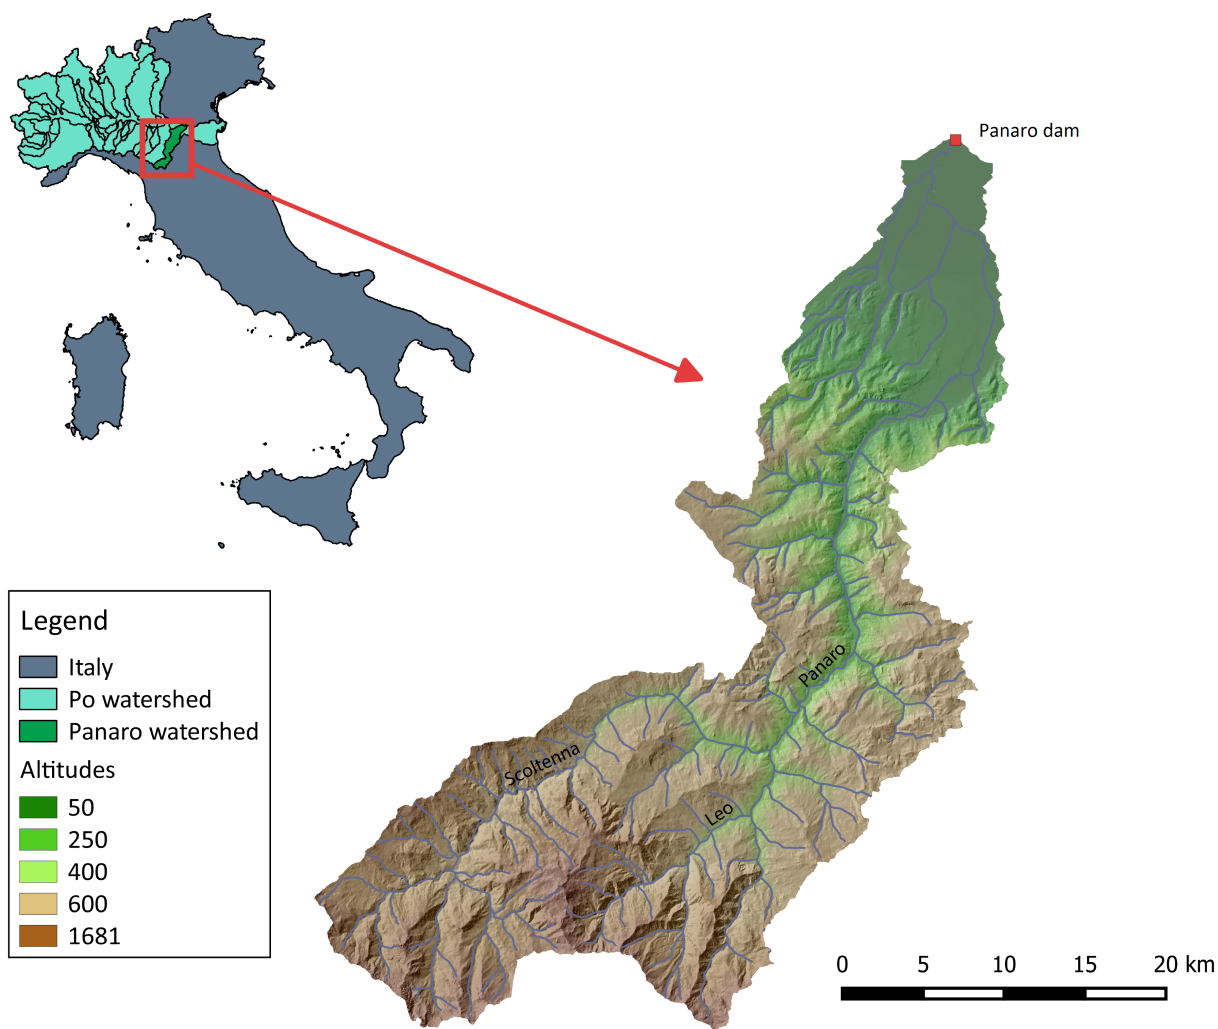 Panaro dam
Panaro
Scoltenna
Leo
Legend
Italy
Po watershed
Panaro watershed
Altitudes
50
250
400
600
1681
0 5 10 15 20 km